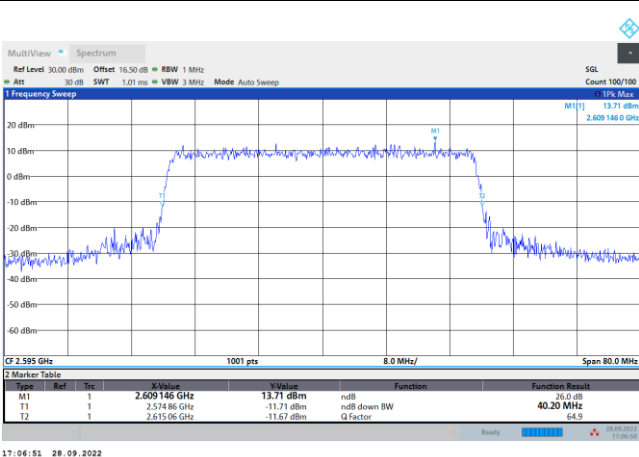 MultiView Spectrum
Ref Level 30.00 dBm Offset 16.50 dB RBW 1 MHz SGL
Att 30 dB SWT 1.01 ms VBW 3 MHz Mode Auto Sweep Count 100/100
1 Frequency Sweep 1Pk Max
M1[1] 13.71 dBm
2.609 146 0 GHz
20 dBm
M1
10 dBm
0 dBm
T1 T2
-10 dBm
-20 dBm
-30 dBm
-40 dBm
-50 dBm
-60 dBm
CF 2.595 GHz 1001 pts 8.0 MHz/ Span 80.0 MHz
2 Marker Table
Type Ref Trc X-Value Y-Value Function Function Result
M1 1 2.609 146 GHz 13.71 dBm ndB 26.0 dB
T1 1 2.574 86 GHz -11.71 dBm ndB down BW 40.20 MHz
T2 1 2.615 06 GHz -11.67 dBm Q Factor 64.9
Ready 28.09.2022
17:06:50
17:06:51 28.09.2022